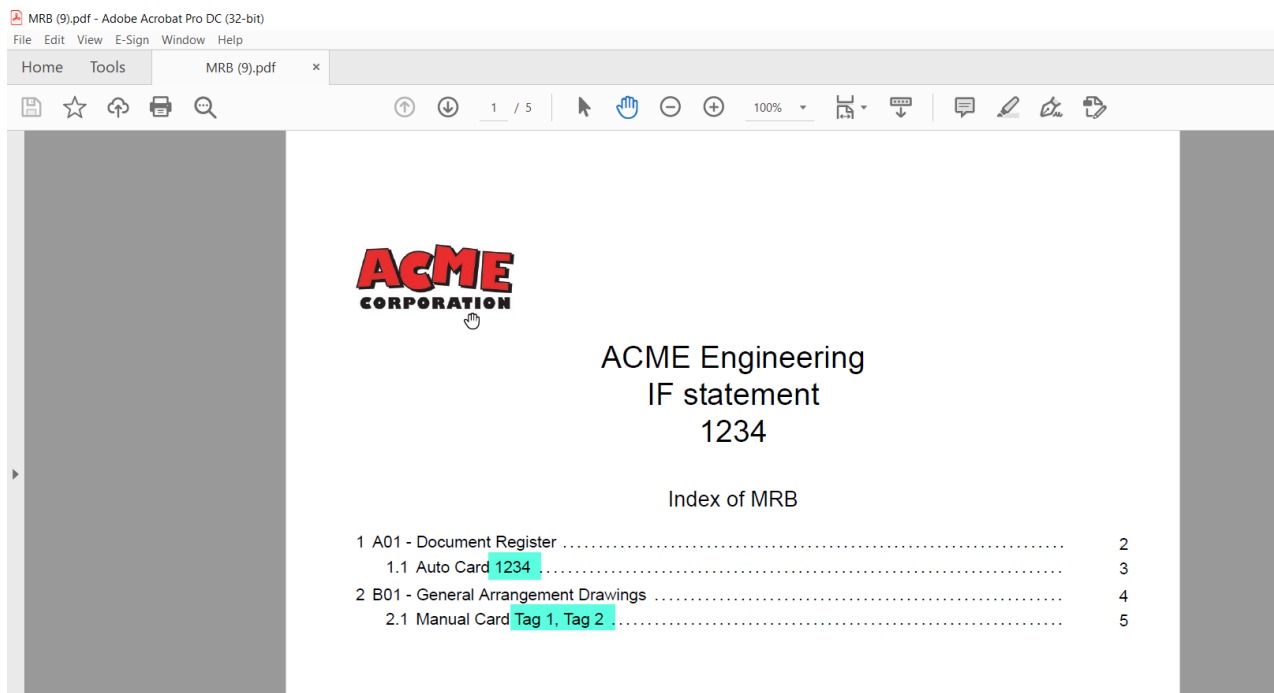 MRB (9).pdf - Adobe Acrobat Pro DC (32-bit)
File Edit View E-Sign Window Help
Home Tools MRB (9).pdf ×
1 / 5 100%
ACME
CORPORATION
ACME Engineering
IF statement
1234
Index of MRB
1 A01 - Document Register ........................................ 2
1.1 Auto Card 1234 ........................................ 3
2 B01 - General Arrangement Drawings ........................................ 4
2.1 Manual Card Tag 1, Tag 2 ........................................ 5